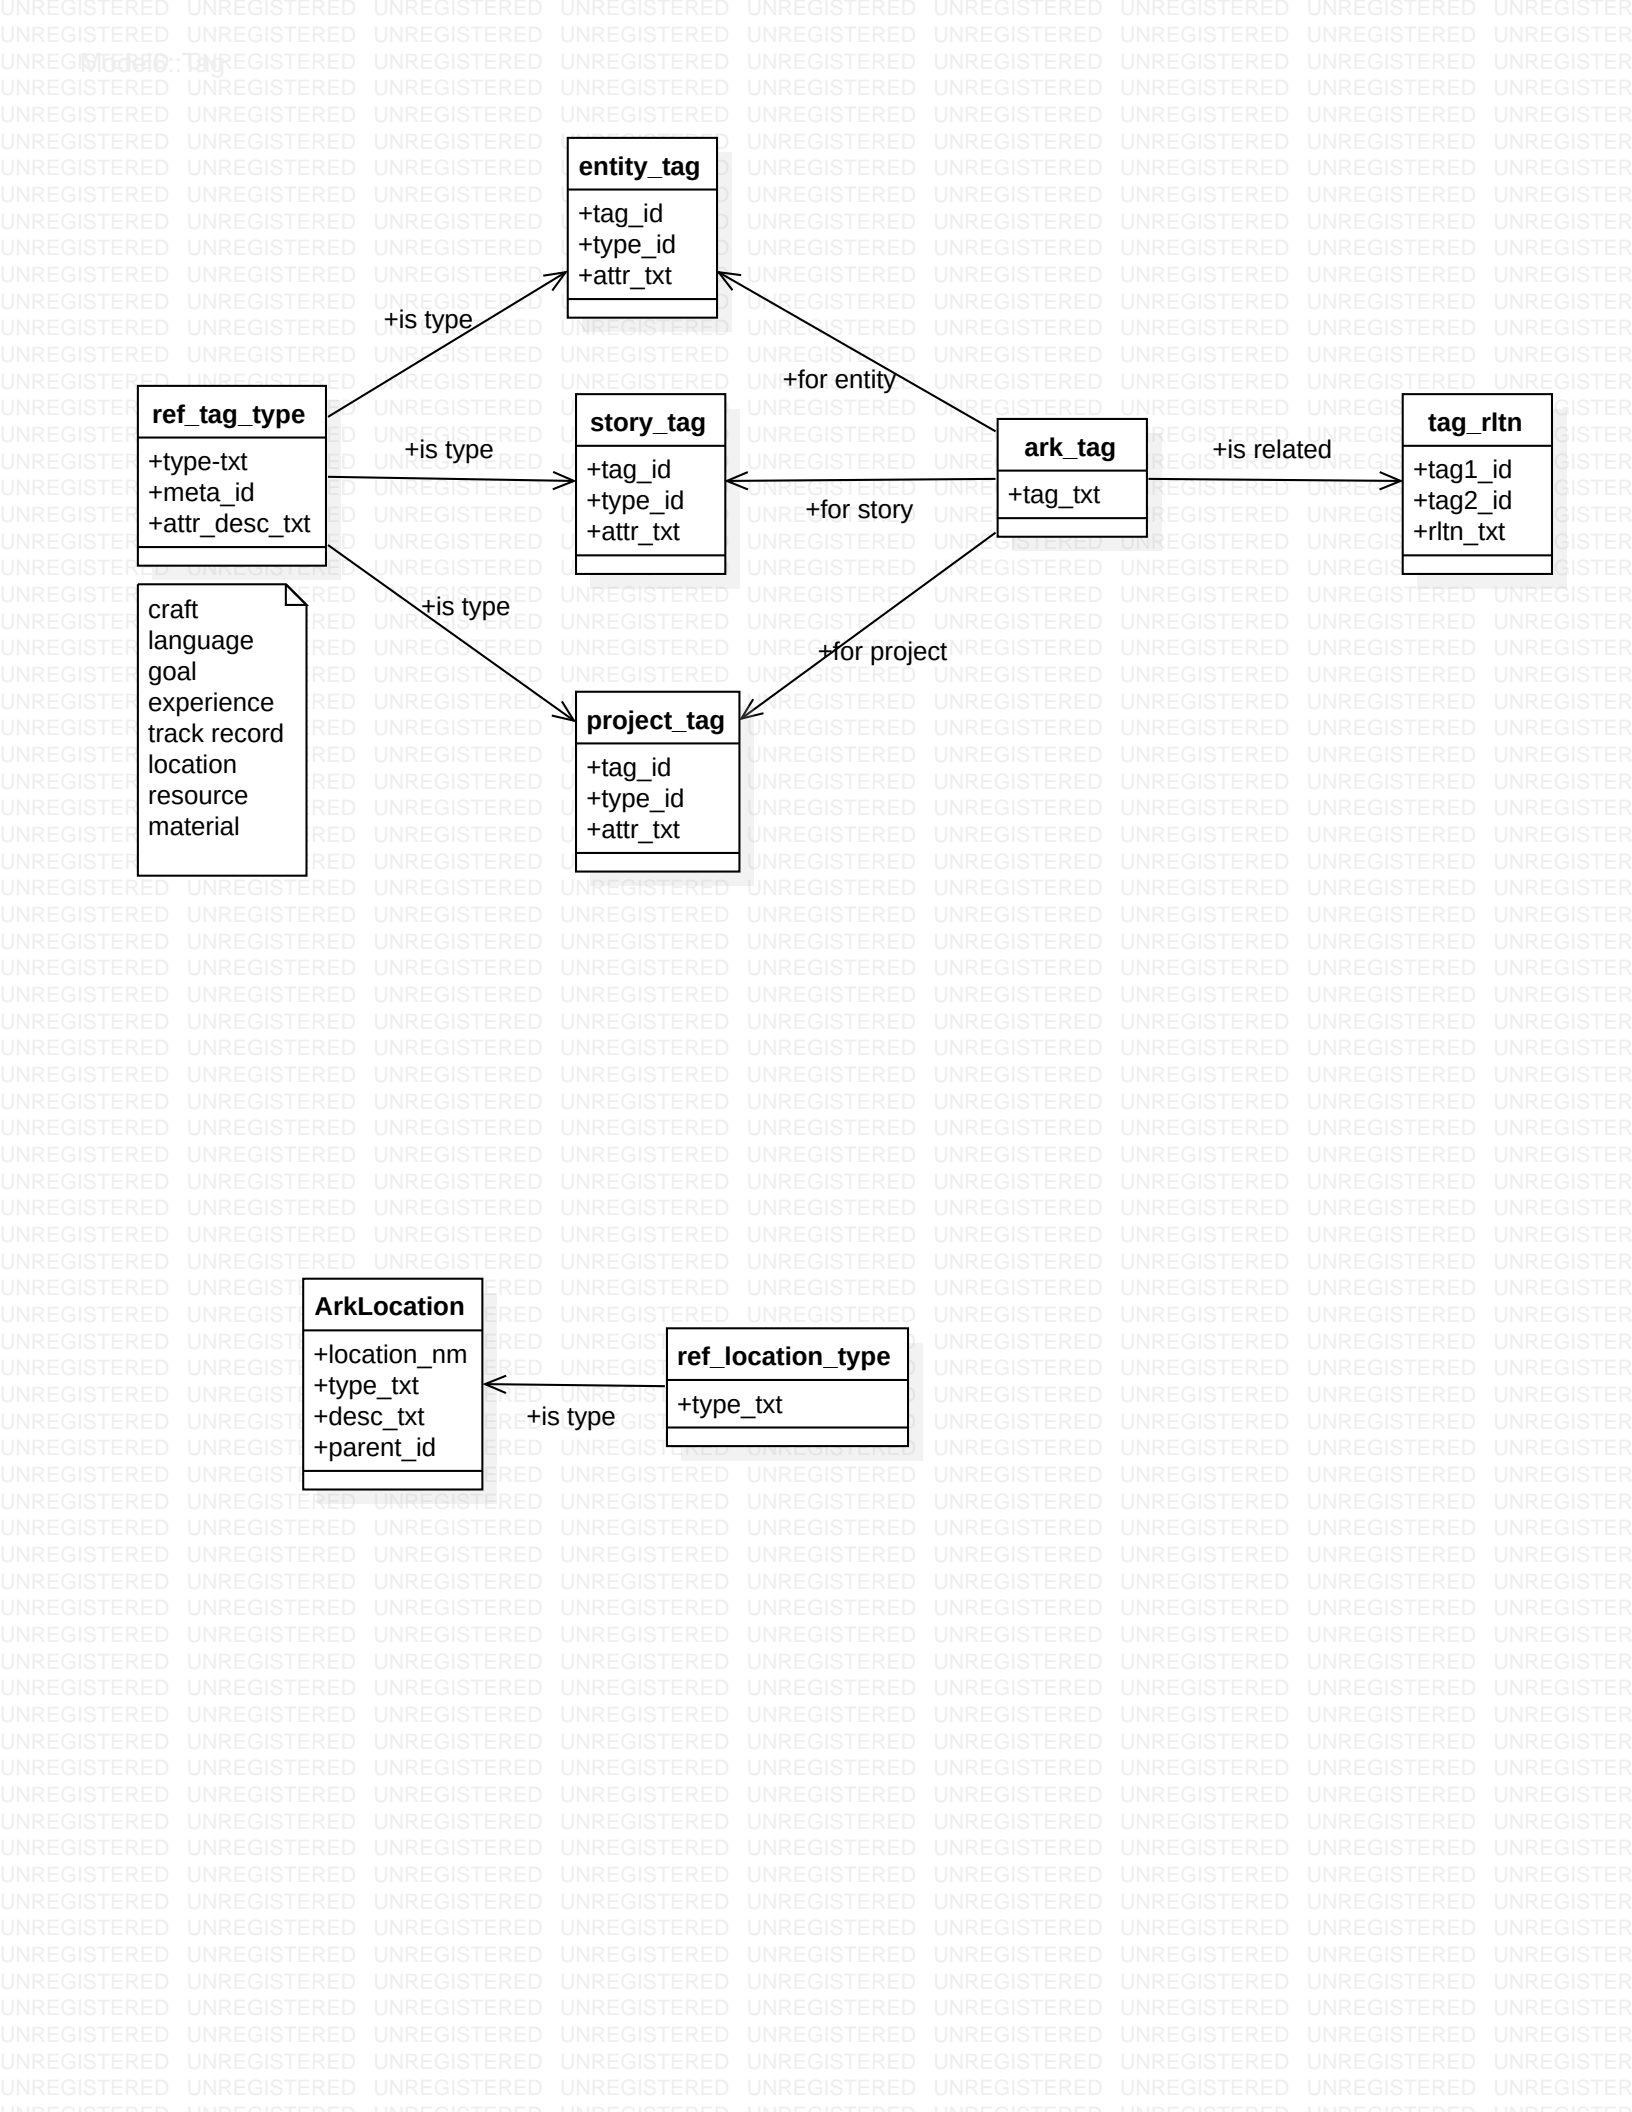 Models::Tag
entity_tag
+tag_id
+type_id
+attr_txt
+is type
+for entity
ref_tag_type
+type-txt
+meta_id
+attr_desc_txt
+is type
story_tag
+tag_id
+type_id
+attr_txt
+for story
ark_tag
+tag_txt
+is related
tag_rltn
+tag1_id
+tag2_id
+rltn_txt
craft
language
goal
experience
track record
location
resource
material
+is type
+for project
project_tag
+tag_id
+type_id
+attr_txt
ArkLocation
+location_nm
+type_txt
+desc_txt
+parent_id
+is type
ref_location_type
+type_txt
UNREGISTERED